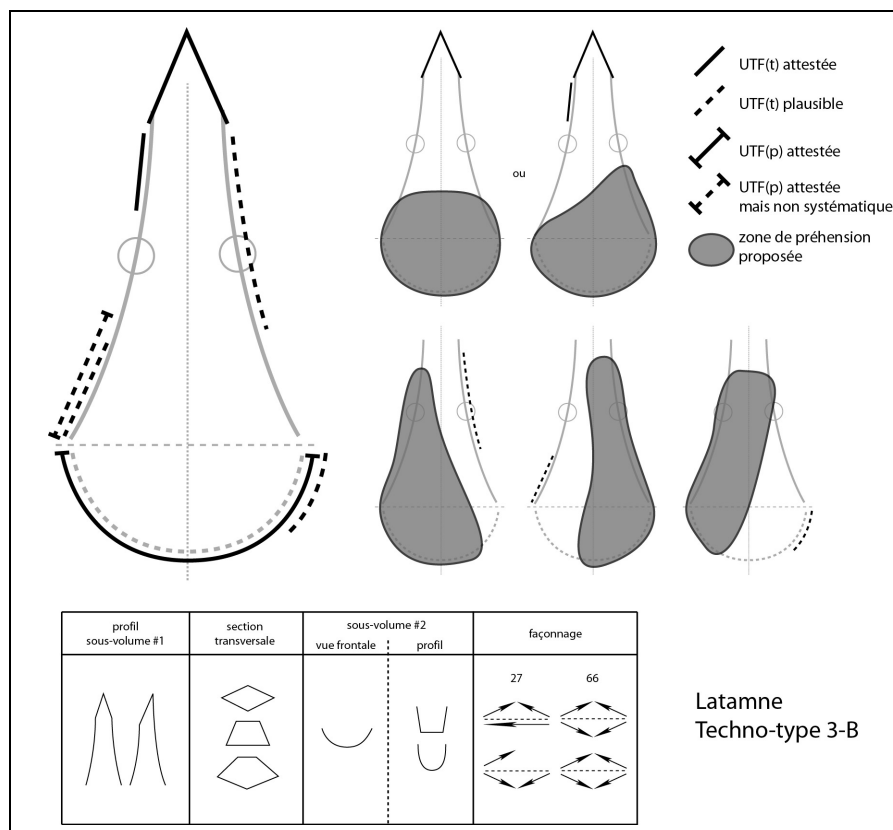 UTF(t) attestée
UTF(t) plausible
UTF(p) attestée
UTF(p) attestée
mais non systématique
zone de préhension
proposée
ou
profil
sous-volume #1
section
transversale
sous-volume #2
vue frontale
profil
façonnage
27
66
Latamne
Techno-type 3-B